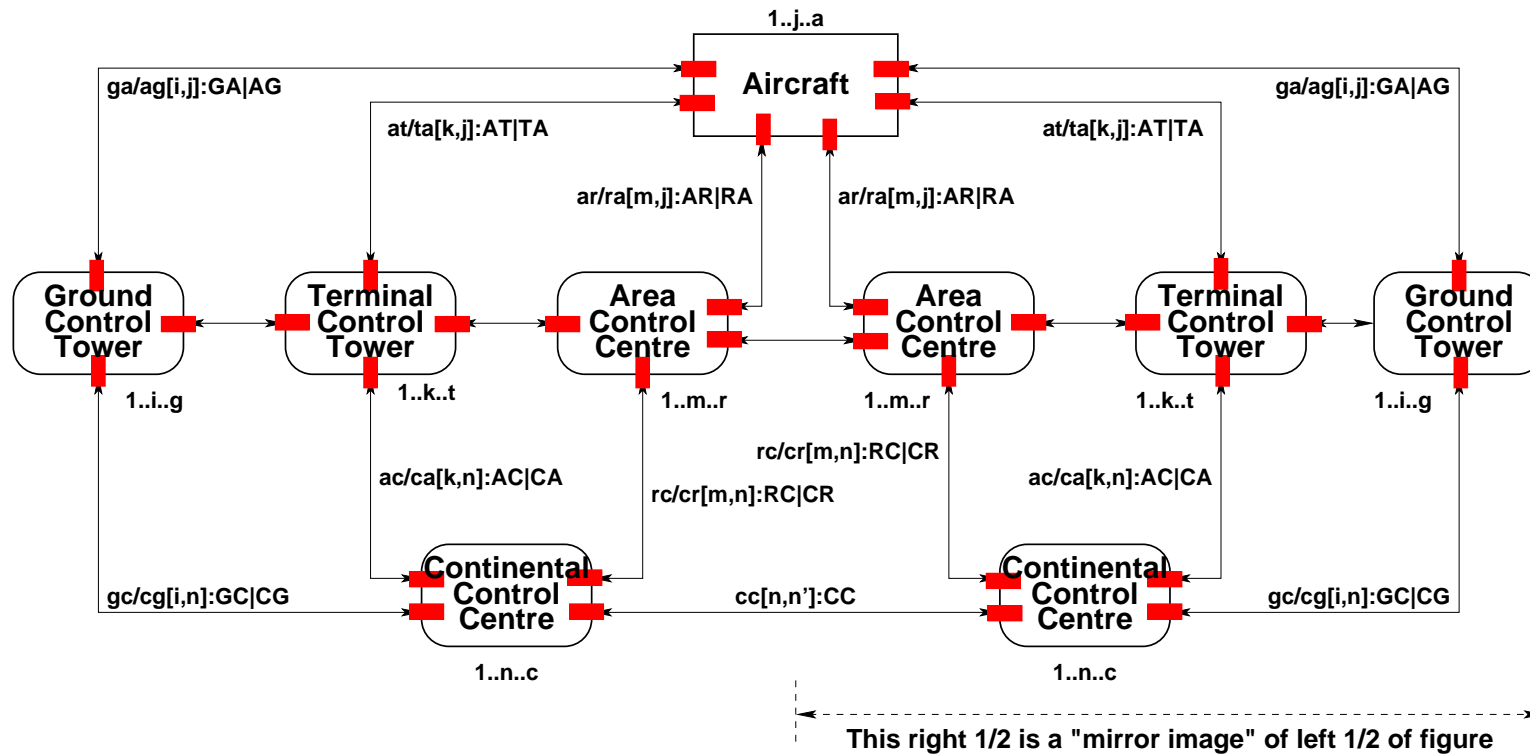 1..j..a
Aircraft
ga/ag[i,j]:GA|AG
ga/ag[i,j]:GA|AG
at/ta[k,j]:AT|TA
at/ta[k,j]:AT|TA
ar/ra[m,j]:AR|RA
ar/ra[m,j]:AR|RA
Ground
Control
Tower
Terminal
Control
Tower
Area
Control
Centre
Area
Control
Centre
Terminal
Control
Tower
Ground
Control
Tower
1..i..g
1..k..t
1..m..r
1..m..r
1..k..t
1..i..g
rc/cr[m,n]:RC|CR
ac/ca[k,n]:AC|CA
rc/cr[m,n]:RC|CR
ac/ca[k,n]:AC|CA
Continental
Control
Centre
Continental
Control
Centre
gc/cg[i,n]:GC|CG
cc[n,n']:CC
gc/cg[i,n]:GC|CG
1..n..c
1..n..c
This right 1/2 is a "mirror image" of left 1/2 of figure